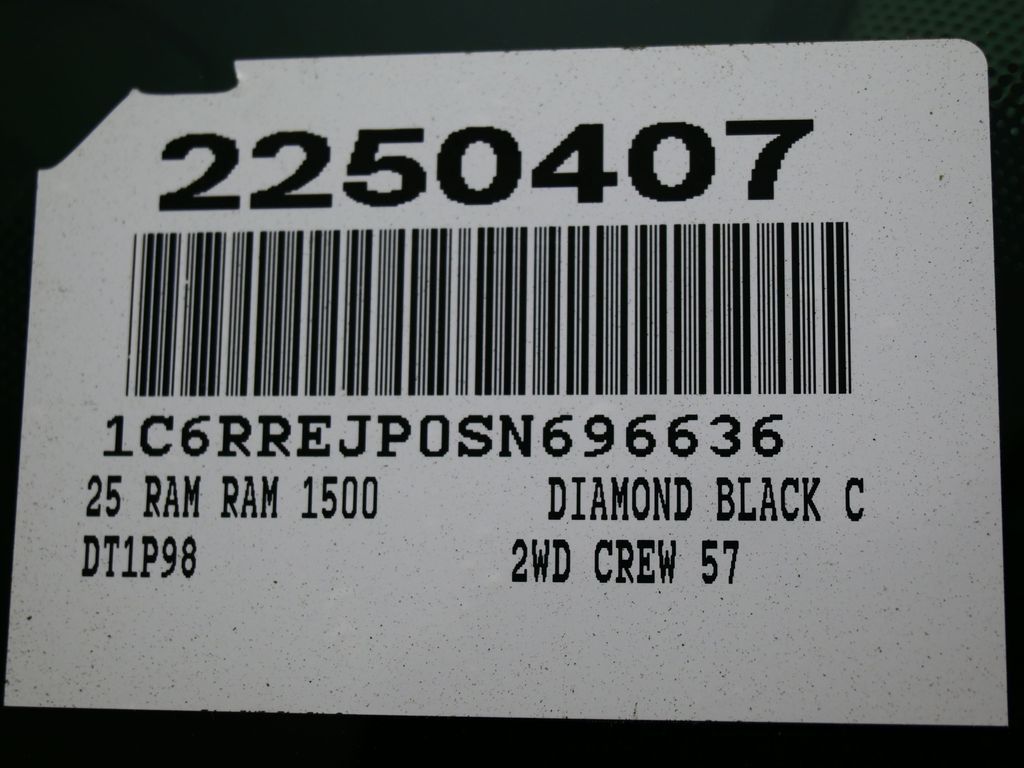 2250407
1C6RREJP0SN696636
25 RAM RAM 1500 DIAMOND BLACK C
DT1P98 2WD CREW 57